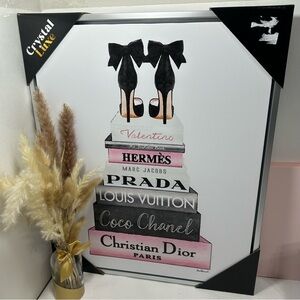 Crystal
Luxe
Valentino
HERMÈS
MARC JACOBS
PRADA
LOUIS VUITTON
Coco Chanel
Christian Dior
PARIS